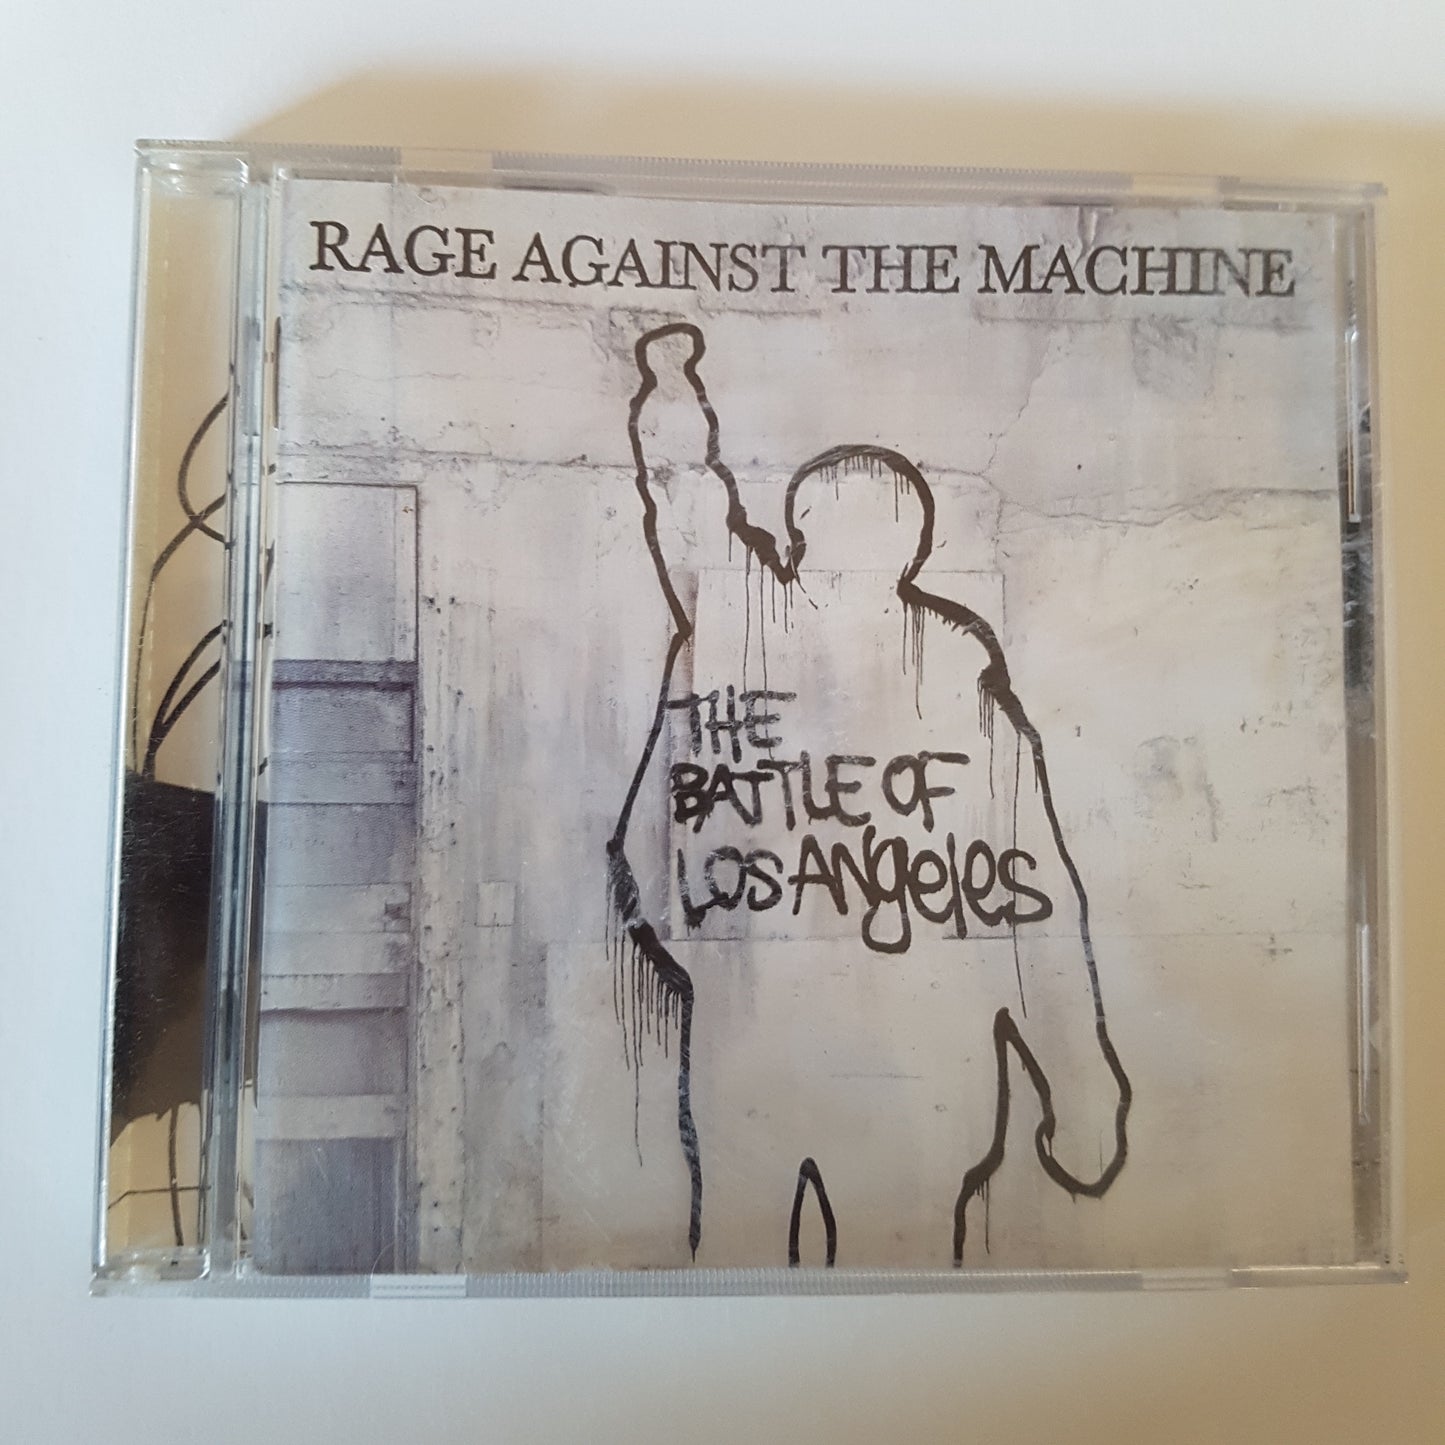 RAGE AGAINST THE MACHINE
THE
BATTLE OF
LOS ANgeles